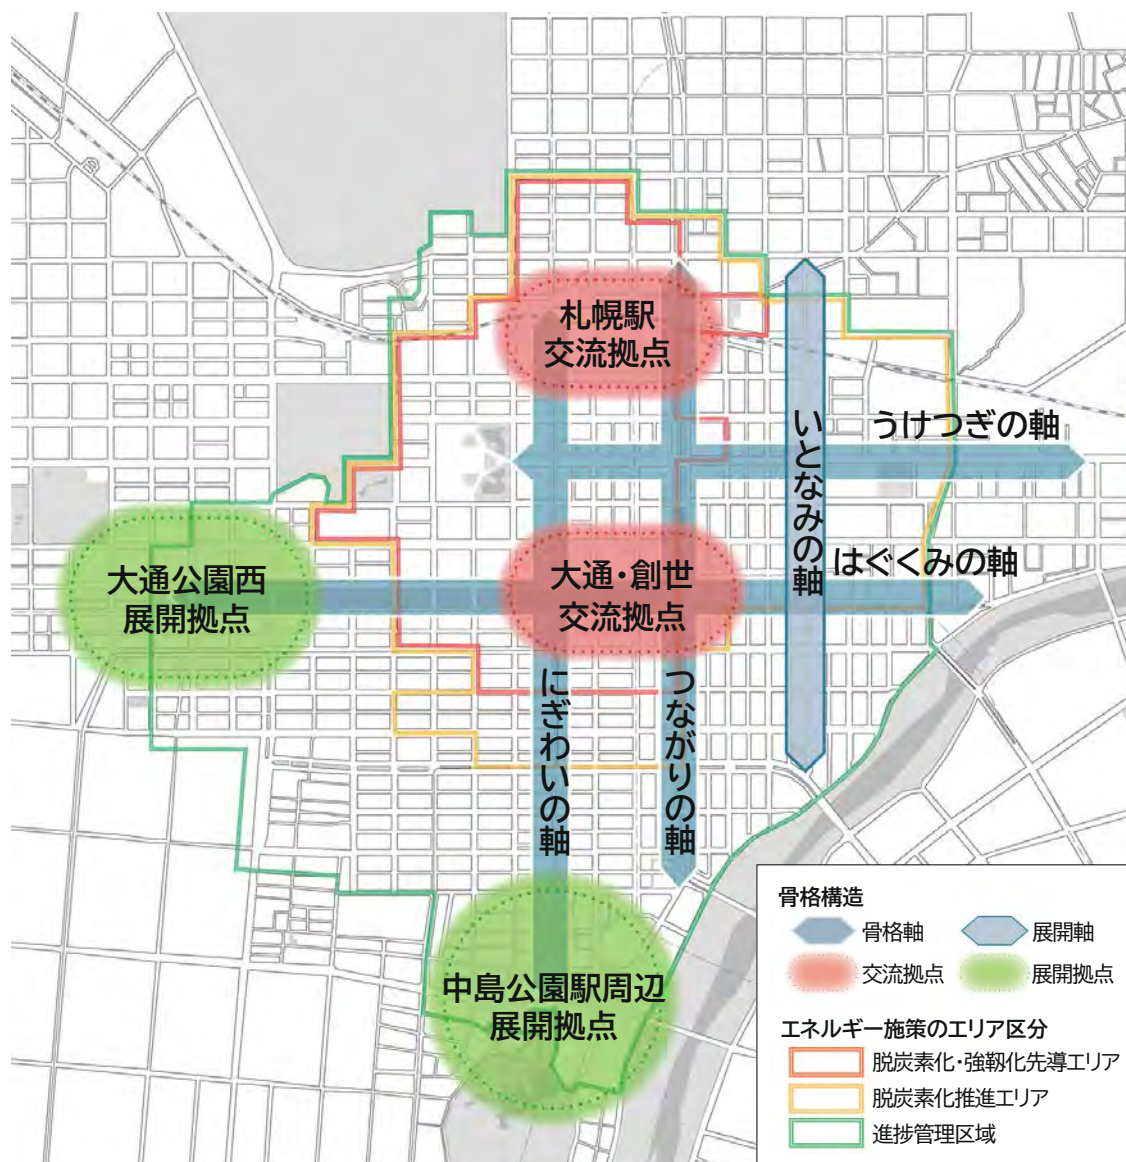 札幌駅
交流拠点
うけつぎの軸
いとなみの軸
はぐくみの軸
大通公園西
展開拠点
大通・創世
交流拠点
にぎわいの軸
つながりの軸
中島公園駅周辺
展開拠点
骨格構造
骨格軸
展開軸
交流拠点
展開拠点
エネルギー施策のエリア区分
脱炭素化・強靱化先導エリア
脱炭素化推進エリア
進捗管理区域